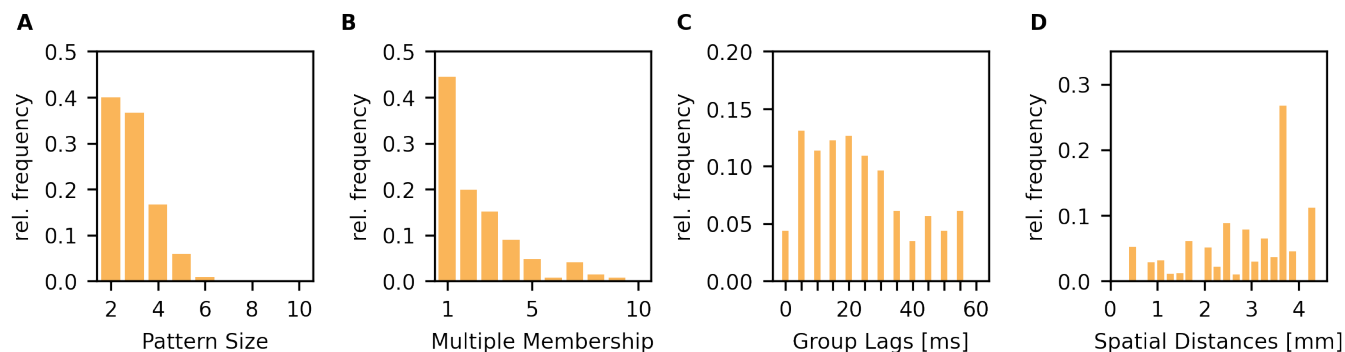 A
rel. frequency
0.5
0.4
0.3
0.2
0.1
0.0
2 4 6 8 10
Pattern Size
B
rel. frequency
0.5
0.4
0.3
0.2
0.1
0.0
1 5 10
Multiple Membership
C
rel. frequency
0.20
0.15
0.10
0.05
0.00
0 20 40 60
Group Lags [ms]
D
rel. frequency
0.3
0.2
0.1
0.0
0 1 2 3 4
Spatial Distances [mm]